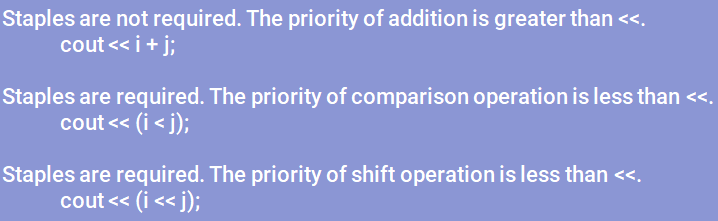 Staples are not required. The priority of addition is greater than <<.
cout << i + j;
Staples are required. The priority of comparison operation is less than <<.
cout << (i < j);
Staples are required. The priority of shift operation is less than <<.
cout << (i << j);